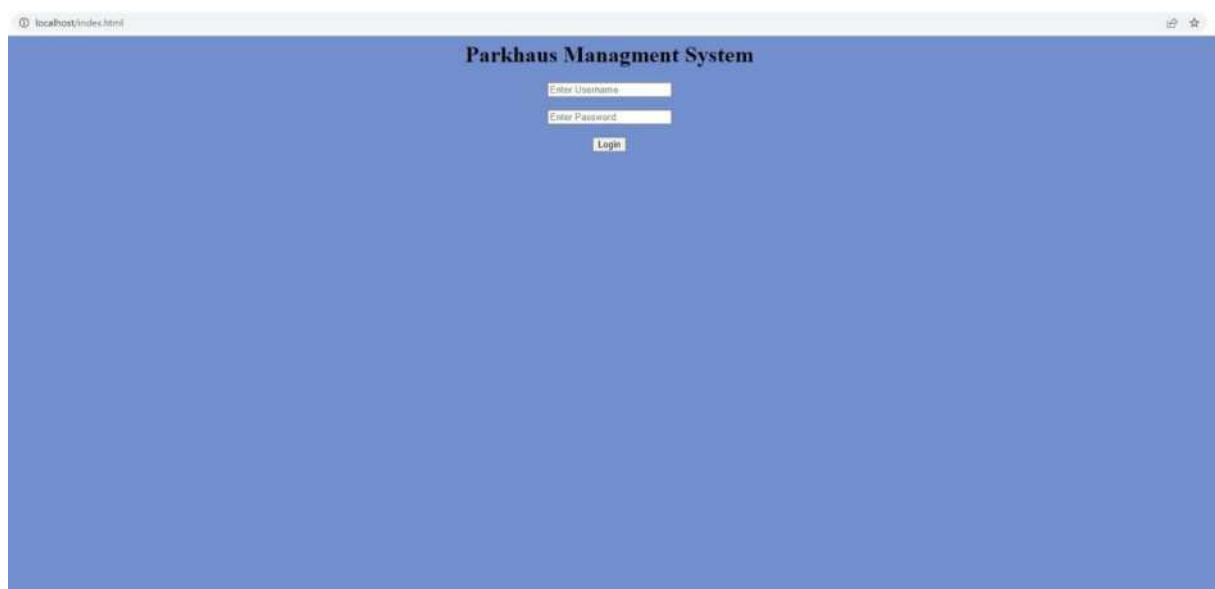 localhost/index.html
Parkhaus Managment System
Enter Username
Enter Password
Login